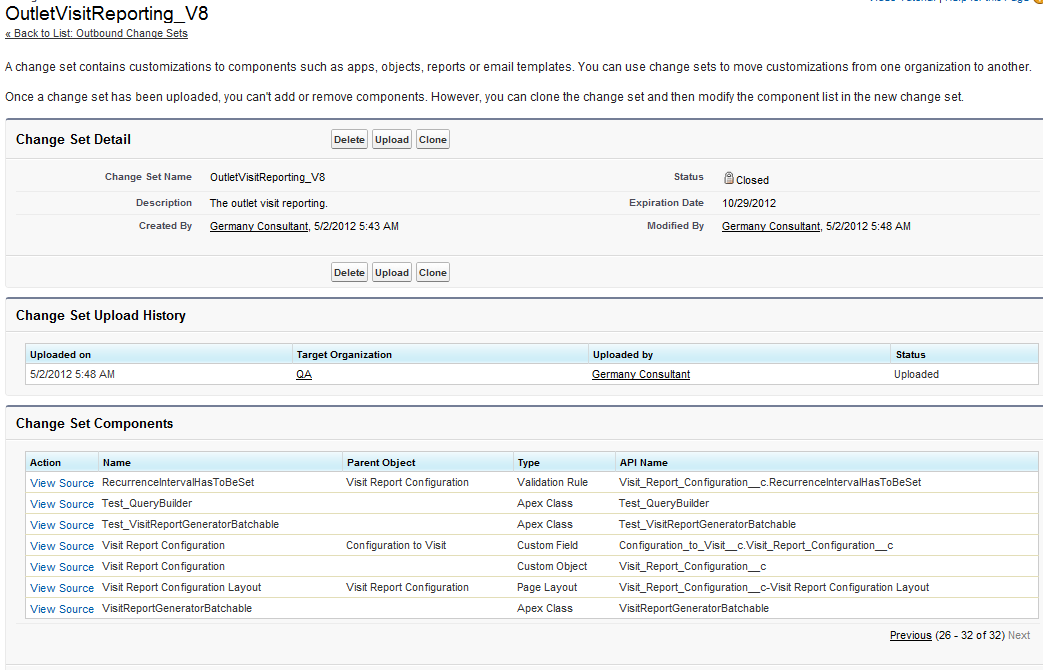 OutletVisitReporting_V8
« Back to List: Outbound Change Sets
A change set contains customizations to components such as apps, objects, reports or email templates. You can use change sets to move customizations from one organization to another.
Once a change set has been uploaded, you can't add or remove components. However, you can clone the change set and then modify the component list in the new change set.
Change Set Detail Delete Upload Clone
Change Set Name OutletVisitReporting_V8 Status Closed
Description The outlet visit reporting. Expiration Date 10/29/2012
Created By Germany Consultant, 5/2/2012 5:43 AM Modified By Germany Consultant, 5/2/2012 5:48 AM
Delete Upload Clone
Change Set Upload History
Uploaded on Target Organization Uploaded by Status
5/2/2012 5:48 AM QA Germany Consultant Uploaded
Change Set Components
Action Name Parent Object Type API Name
View Source RecurrenceIntervalHasToBeSet Visit Report Configuration Validation Rule Visit_Report_Configuration__c.RecurrenceIntervalHasToBeSet
View Source Test_QueryBuilder Apex Class Test_QueryBuilder
View Source Test_VisitReportGeneratorBatchable Apex Class Test_VisitReportGeneratorBatchable
View Source Visit Report Configuration Configuration to Visit Custom Field Configuration_to_Visit__c.Visit_Report_Configuration__c
View Source Visit Report Configuration Custom Object Visit_Report_Configuration__c
View Source Visit Report Configuration Layout Visit Report Configuration Page Layout Visit_Report_Configuration__c-Visit Report Configuration Layout
View Source VisitReportGeneratorBatchable Apex Class VisitReportGeneratorBatchable
Previous (26 - 32 of 32) Next